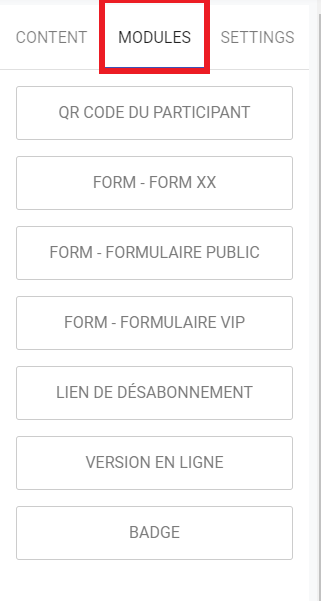 CONTENT MODULES SETTINGS
QR CODE DU PARTICIPANT
FORM - FORM XX
FORM - FORMULAIRE PUBLIC
FORM - FORMULAIRE VIP
LIEN DE DÉSABONNEMENT
VERSION EN LIGNE
BADGE